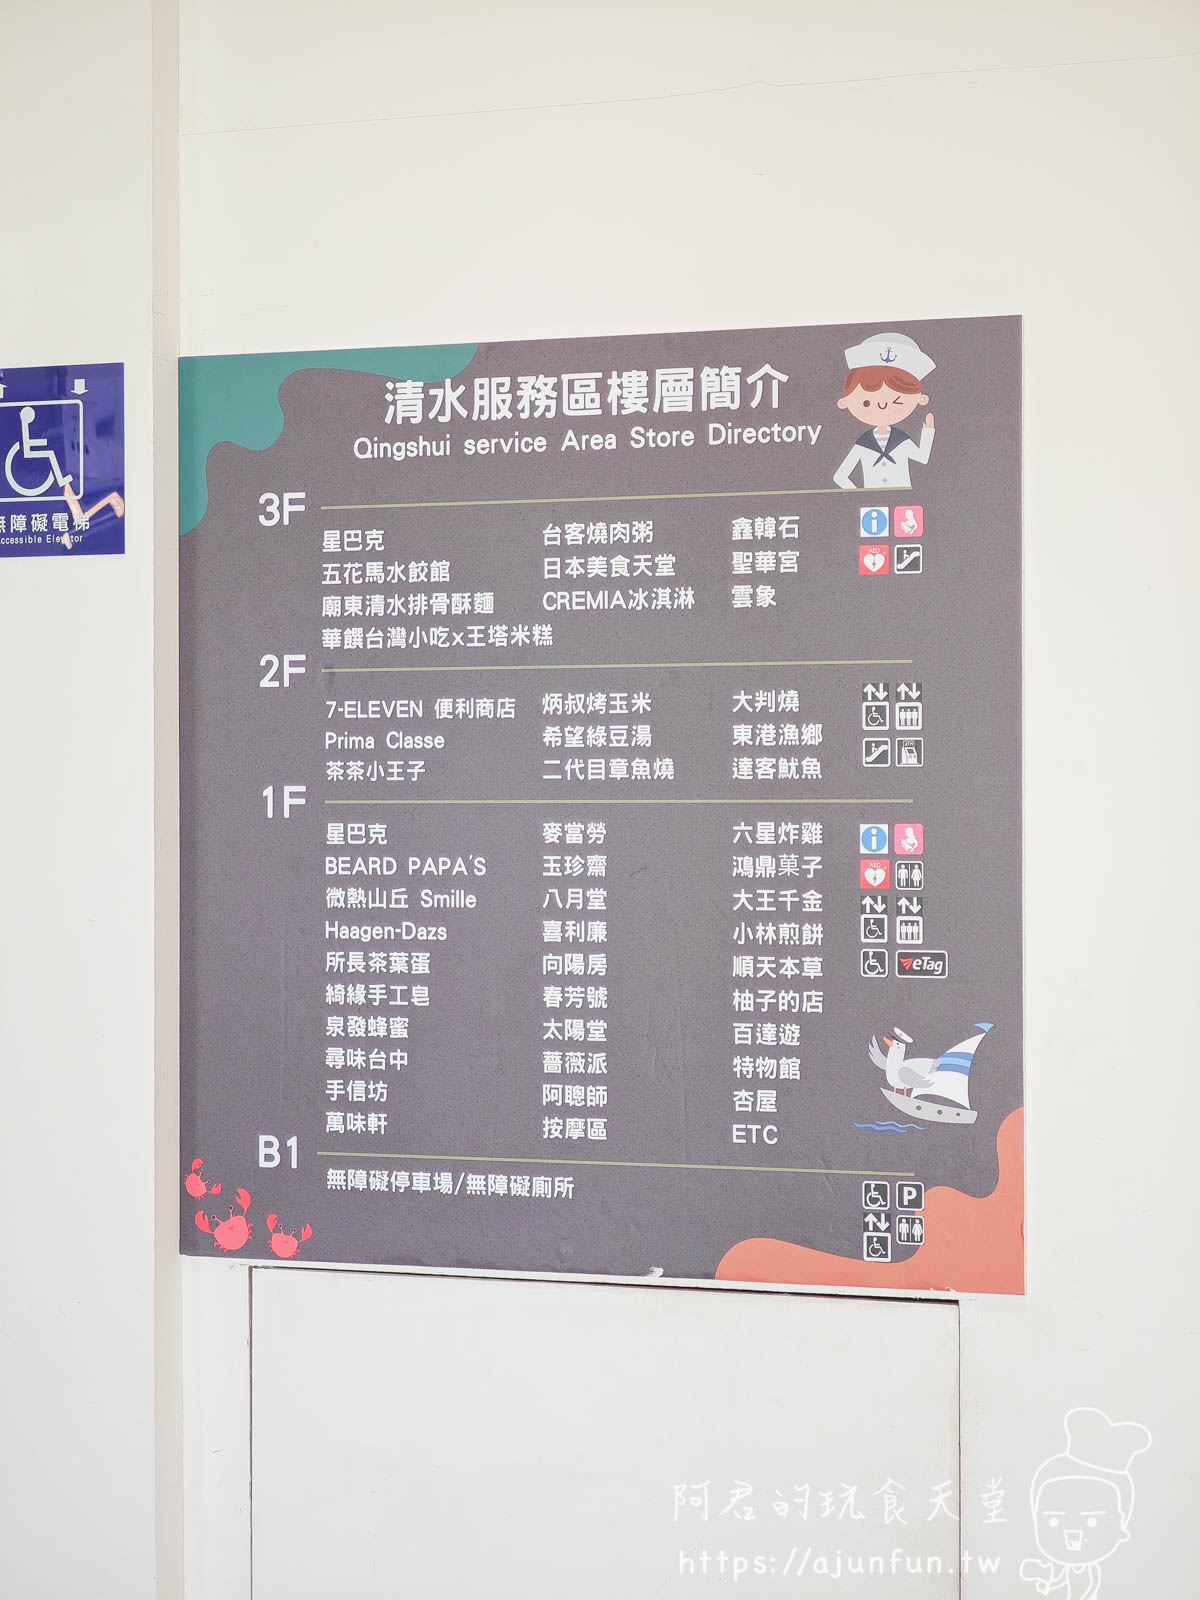 清水服務區樓層簡介
Qingshui service Area Store Directory
3F
星巴克 台客燒肉粥 鑫韓石
五花馬水餃館 日本美食天堂 聖華宮
廟東清水排骨酥麵 CREMIA冰淇淋 雲象
華饌台灣小吃x王塔米糕
2F
7-ELEVEN 便利商店 炳叔烤玉米 大判燒
Prima Classe 希望綠豆湯 東港漁鄉
茶茶小王子 二代目章魚燒 達客魷魚
1F
星巴克 麥當勞 六星炸雞
BEARD PAPA'S 玉珍齋 鴻鼎菓子
微熱山丘 Smille 八月堂 大王千金
Haagen-Dazs 喜利廉 小林煎餅
所長茶葉蛋 向陽房 順天本草
綺緣手工皂 春芳號 柚子的店
泉發蜂蜜 太陽堂 百達遊
尋味台中 薔薇派 特物館
手信坊 阿聰師 杏屋
萬味軒 按摩區 ETC
B1
無障礙停車場/無障礙廁所
AED
ATM
AED
eTag
P
無障礙電梯
Accessible Elevator
阿君的玩食天堂
https://ajunfun.tw